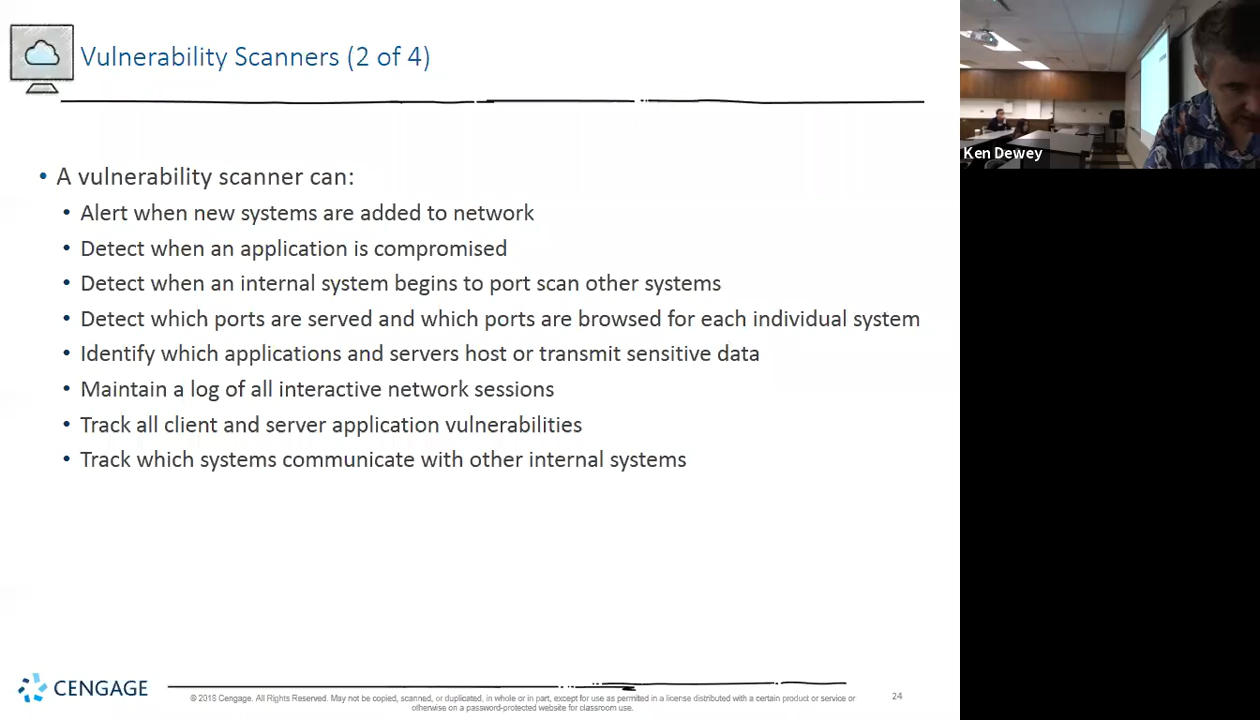 Vulnerability Scanners (2 of 4)
• A vulnerability scanner can:
• Alert when new systems are added to network
• Detect when an application is compromised
• Detect when an internal system begins to port scan other systems
• Detect which ports are served and which ports are browsed for each individual system
• Identify which applications and servers host or transmit sensitive data
• Maintain a log of all interactive network sessions
• Track all client and server application vulnerabilities
• Track which systems communicate with other internal systems
CENGAGE
© 2018 Cengage. All Rights Reserved. May not be copied, scanned, or duplicated, in whole or in part, except for use as permitted in a license distributed with a certain product or service or
otherwise on a password-protected website for classroom use.
24
Ken Dewey